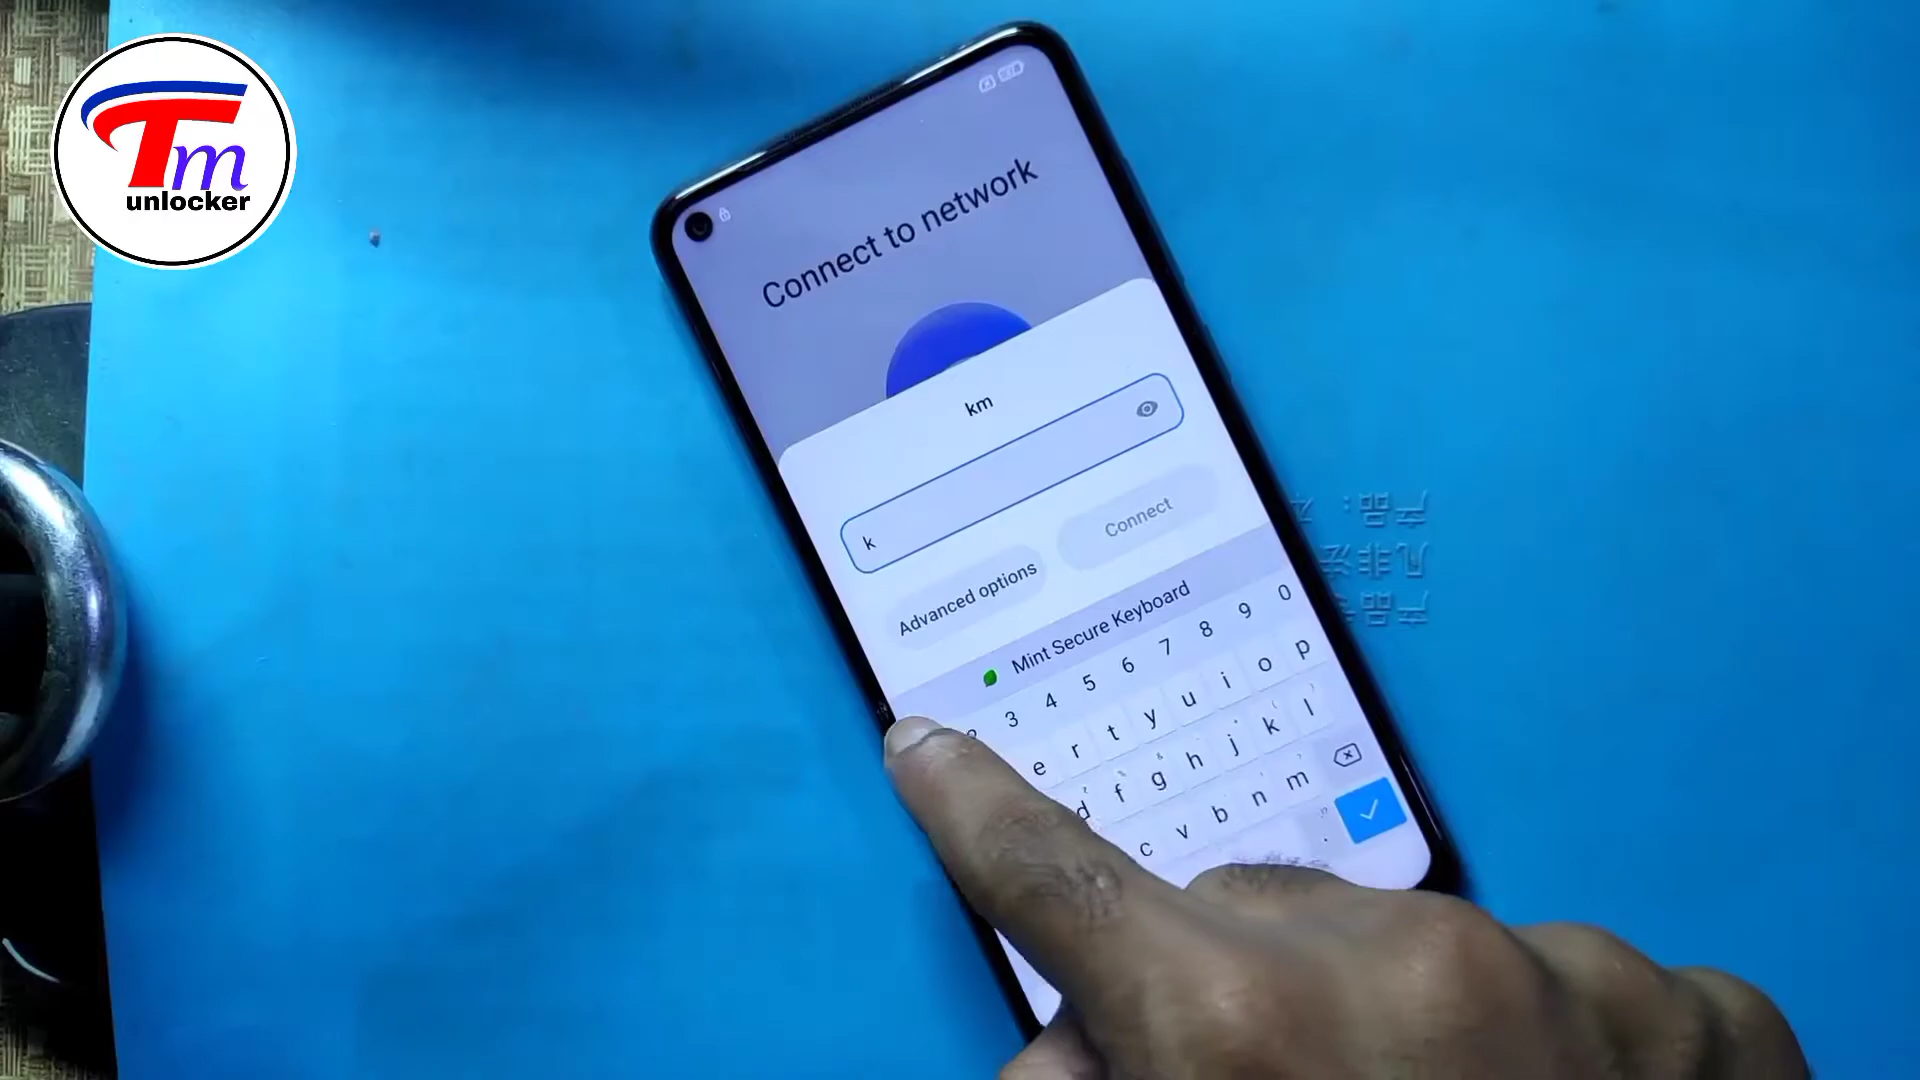 Tm
unlocker
Connect to network
km
k
Advanced options
Connect
Mint Secure Keyboard
3 4 5 6 7 8 9 0
e r t y u i o p
d f g h j k l
c v b n m
.